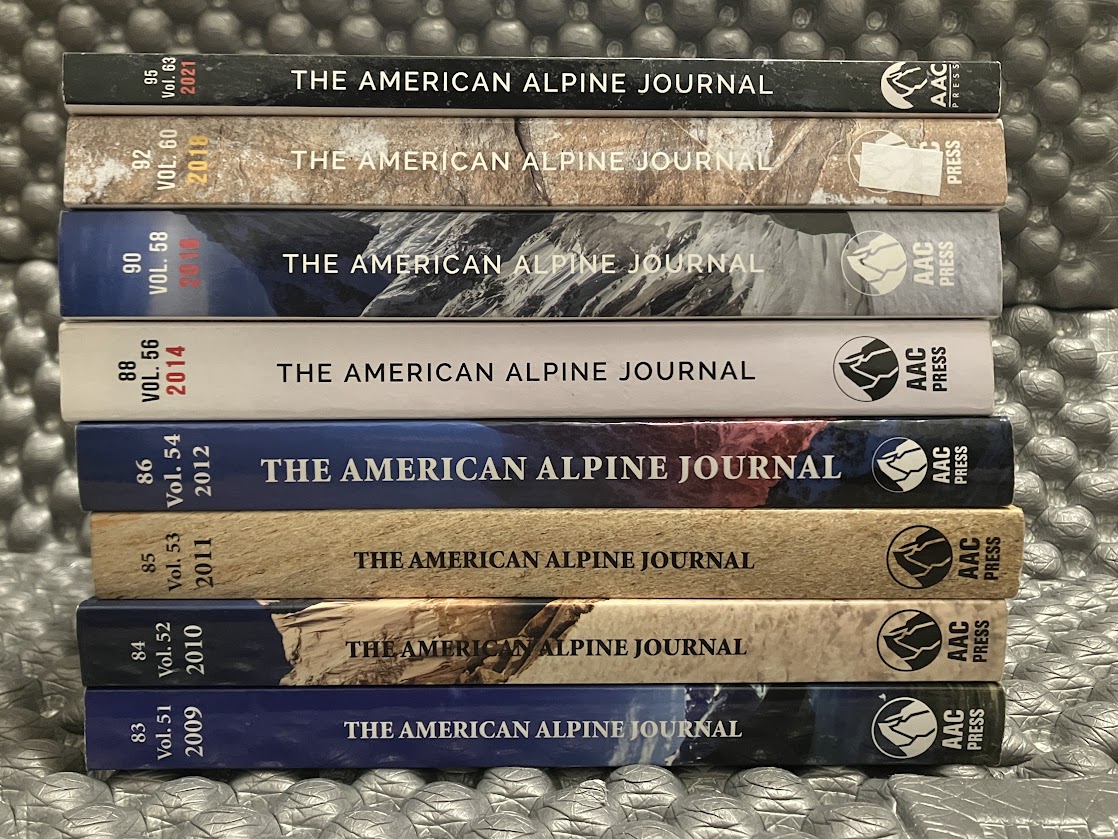 95
Vol. 63
2021
THE AMERICAN ALPINE JOURNAL
AAC
PRESS
92
VOL. 60
2018
THE AMERICAN ALPINE JOURNAL
PRESS
90
VOL. 58
2016
THE AMERICAN ALPINE JOURNAL
AAC
PRESS
88
VOL. 56
2014
THE AMERICAN ALPINE JOURNAL
AAC
PRESS
86
Vol. 54
2012
THE AMERICAN ALPINE JOURNAL
AAC
PRESS
85
Vol. 53
2011
THE AMERICAN ALPINE JOURNAL
AAC
PRESS
84
Vol. 52
2010
THE AMERICAN ALPINE JOURNAL
AAC
PRESS
83
Vol. 51
2009
THE AMERICAN ALPINE JOURNAL
AAC
PRESS